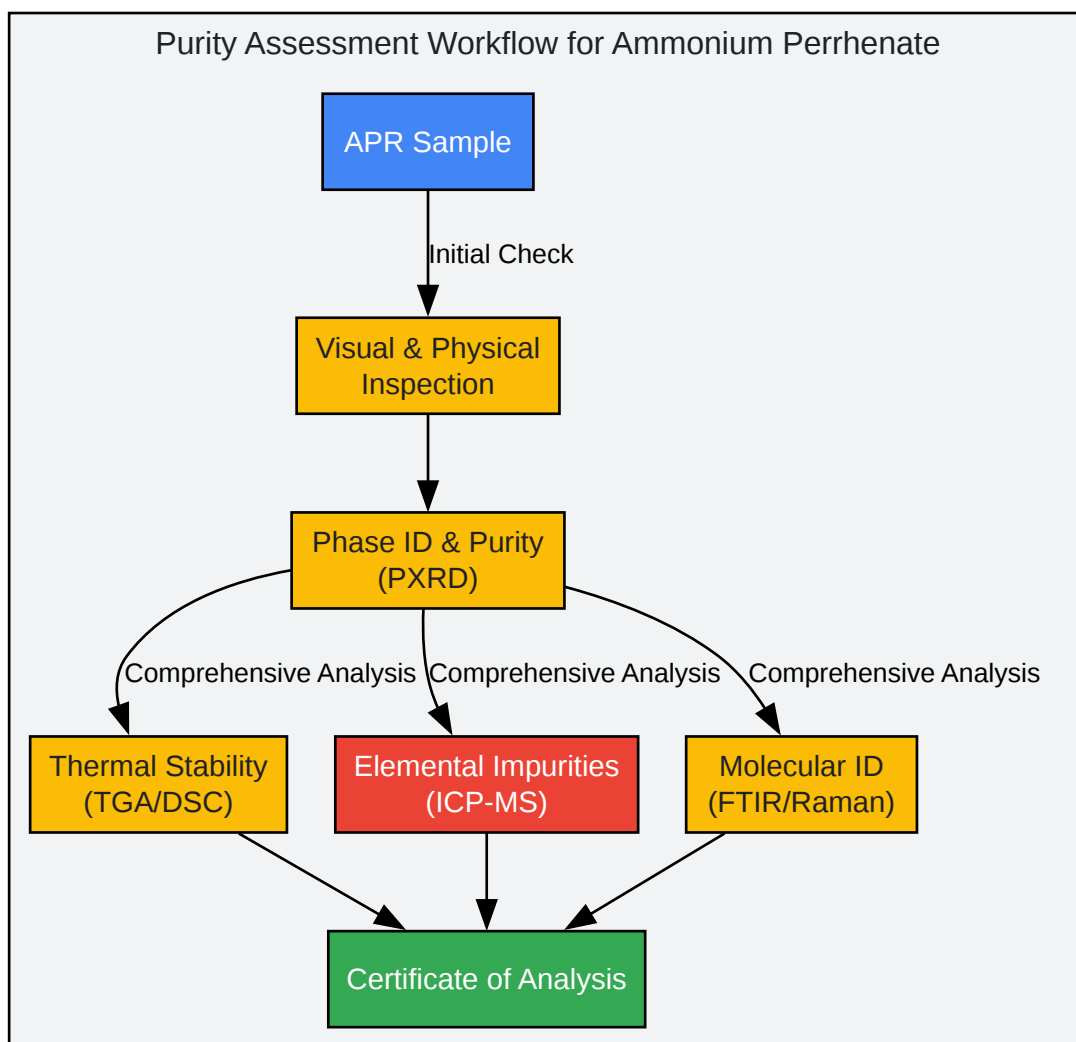 Purity Assessment Workflow for Ammonium Perrhenate
APR Sample
Initial Check
Visual & Physical
Inspection
Phase ID & Purity
(PXRD)
Comprehensive Analysis
Comprehensive Analysis
Comprehensive Analysis
Thermal Stability
(TGA/DSC)
Elemental Impurities
(ICP-MS)
Molecular ID
(FTIR/Raman)
Certificate of Analysis